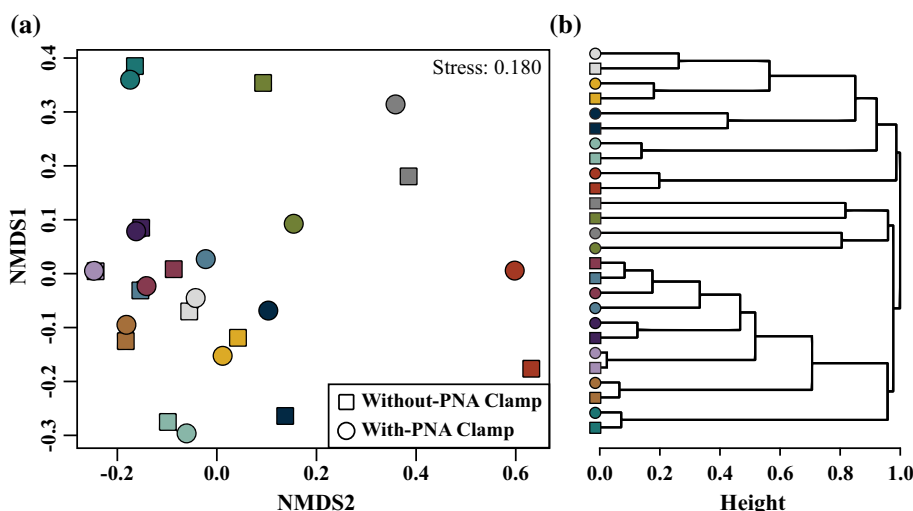 (a)
Stress: 0.180
NMDS1
0.4
0.3
0.2
0.1
0.0
-0.1
-0.2
-0.3
Without-PNA Clamp
With-PNA Clamp
-0.2 0.0 0.2 0.4 0.6
NMDS2
(b)
0.0 0.2 0.4 0.6 0.8 1.0
Height